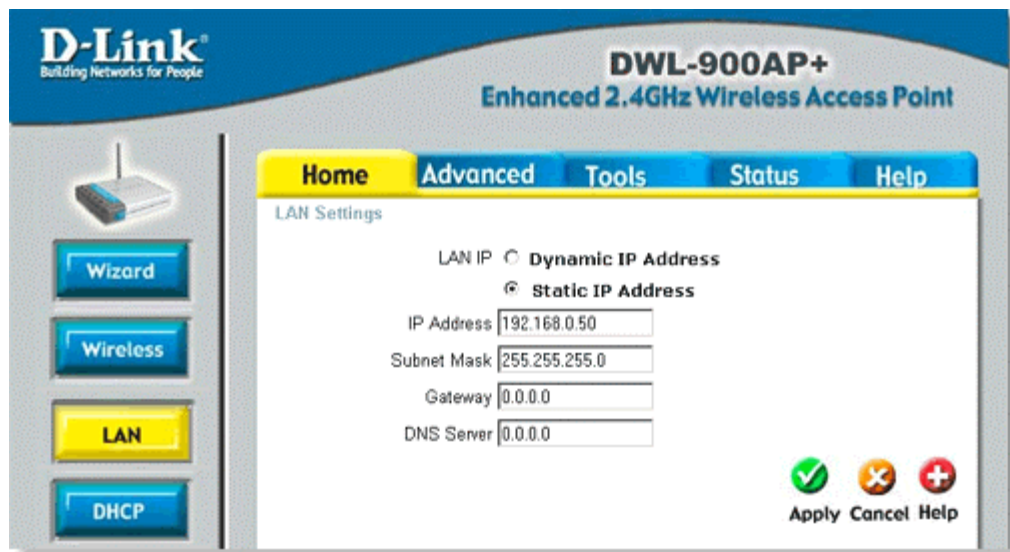 D-Link®
Building Networks for People
DWL-900AP+
Enhanced 2.4GHz Wireless Access Point
Home Advanced Tools Status Help
LAN Settings
Wizard
Wireless
LAN
DHCP
LAN IP Dynamic IP Address
Static IP Address
IP Address 192.168.0.50
Subnet Mask 255.255.255.0
Gateway 0.0.0.0
DNS Server 0.0.0.0
Apply Cancel Help